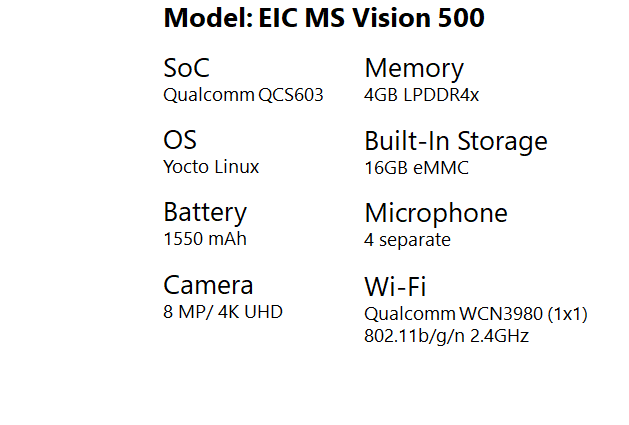 Model: EIC MS Vision 500
SoC
Qualcomm QCS603
Memory
4GB LPDDR4x
OS
Yocto Linux
Built-In Storage
16GB eMMC
Battery
1550 mAh
Microphone
4 separate
Camera
8 MP/ 4K UHD
Wi-Fi
Qualcomm WCN3980 (1x1)
802.11b/g/n 2.4GHz